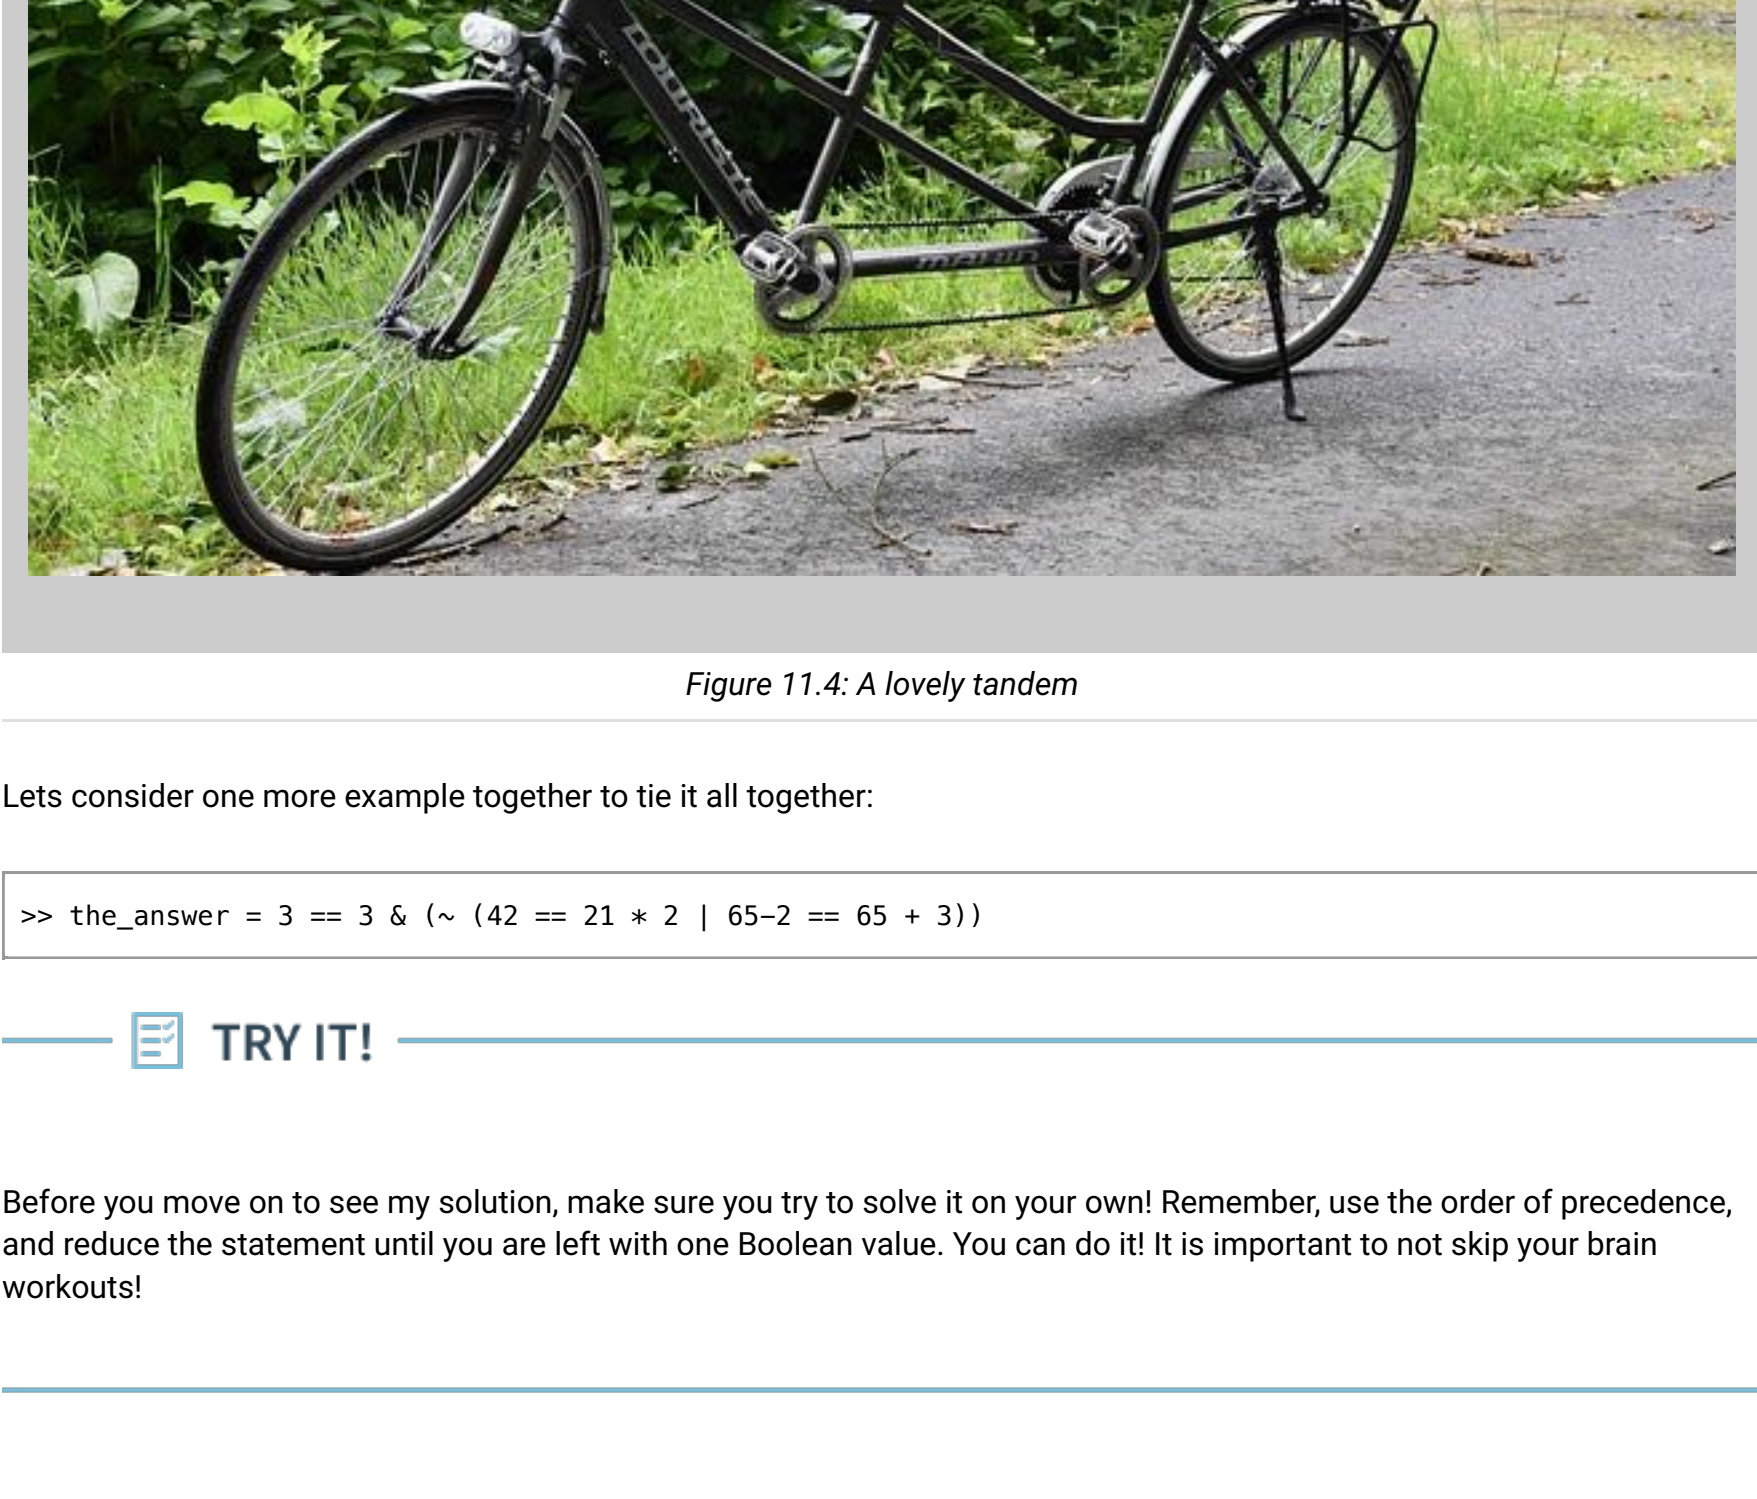 TOURISTE
Figure 11.4: A lovely tandem
Lets consider one more example together to tie it all together:
>> the_answer = 3 == 3 & (~ (42 == 21 * 2 | 65–2 == 65 + 3))
TRY IT!
Before you move on to see my solution, make sure you try to solve it on your own! Remember, use the order of precedence,
and reduce the statement until you are left with one Boolean value. You can do it! It is important to not skip your brain
workouts!